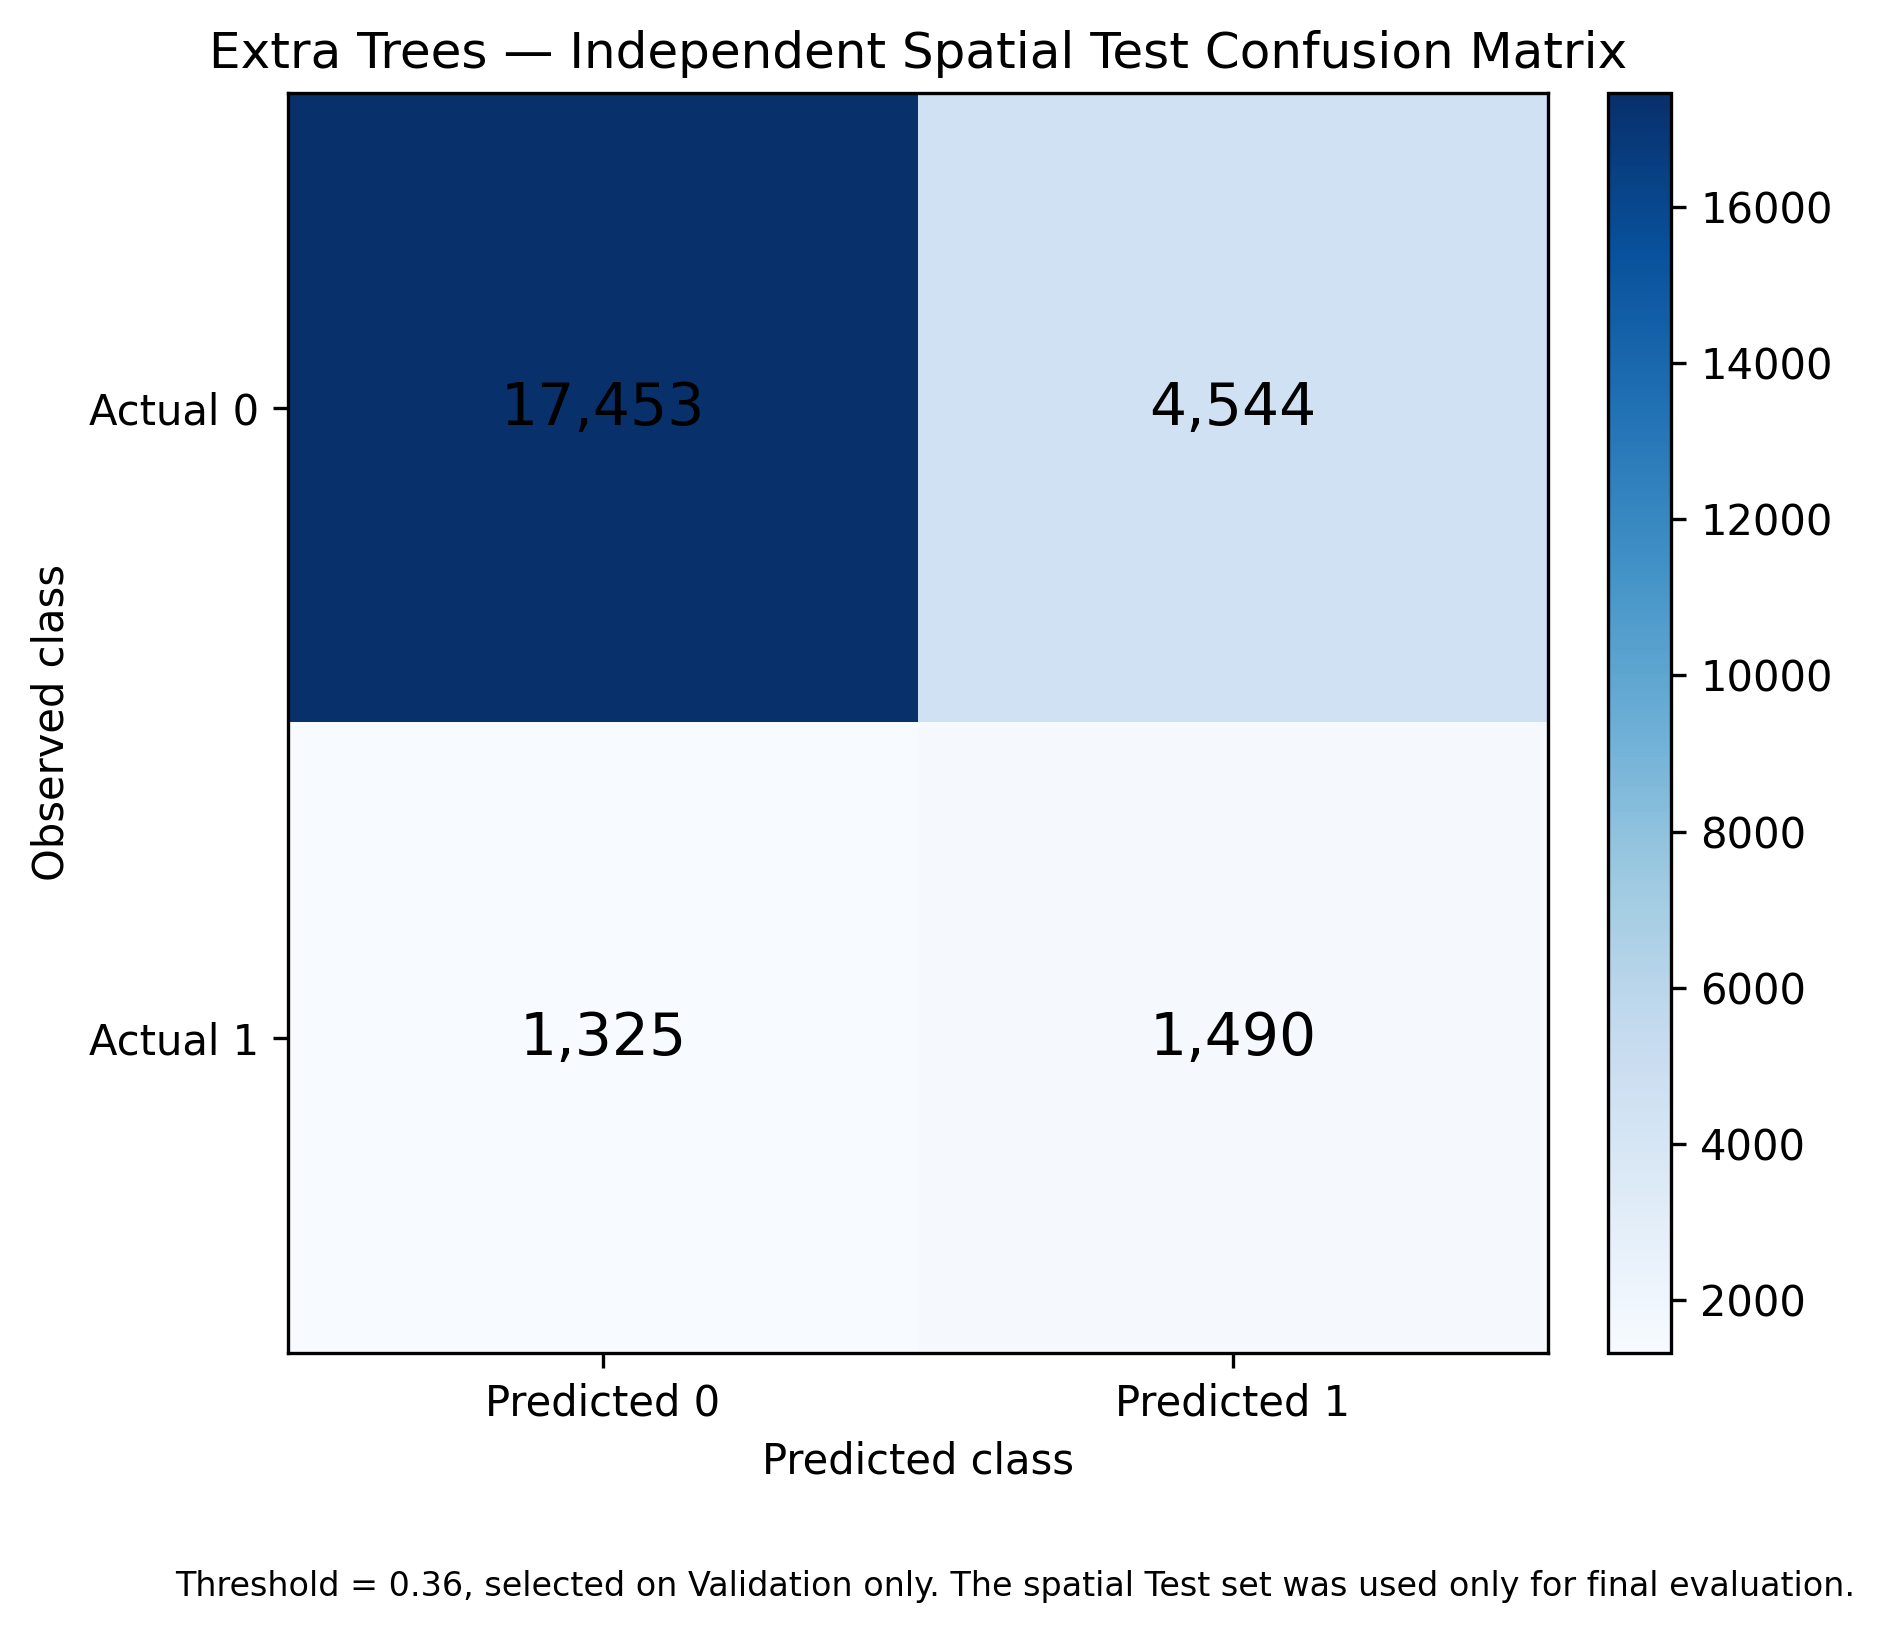 Extra Trees — Independent Spatial Test Confusion Matrix
Observed class
Actual 0
17,453
4,544
Actual 1
1,325
1,490
Predicted 0
Predicted 1
Predicted class
16000
14000
12000
10000
8000
6000
4000
2000
Threshold = 0.36, selected on Validation only. The spatial Test set was used only for final evaluation.